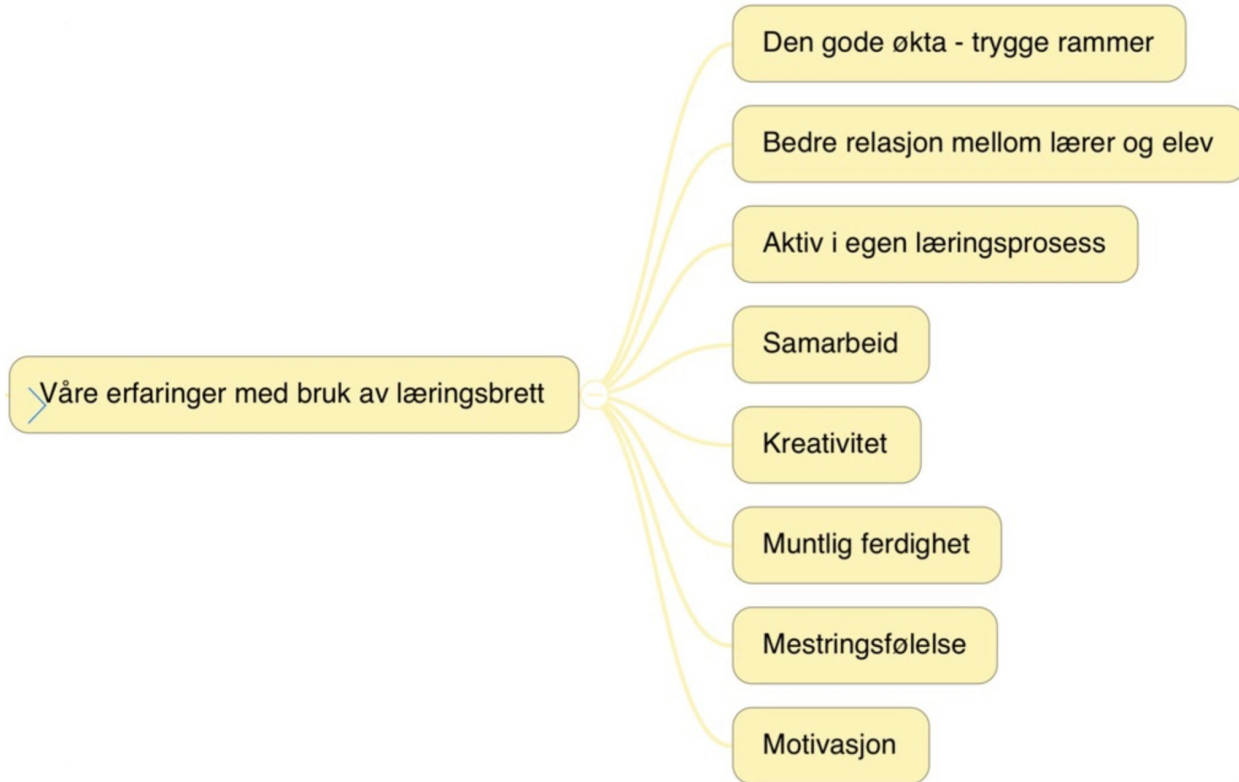 Den gode økta - trygge rammer
Bedre relasjon mellom lærer og elev
Aktiv i egen læringsprosess
Samarbeid
Våre erfaringer med bruk av læringsbrett
Kreativitet
Muntlig ferdighet
Mestringsfølelse
Motivasjon